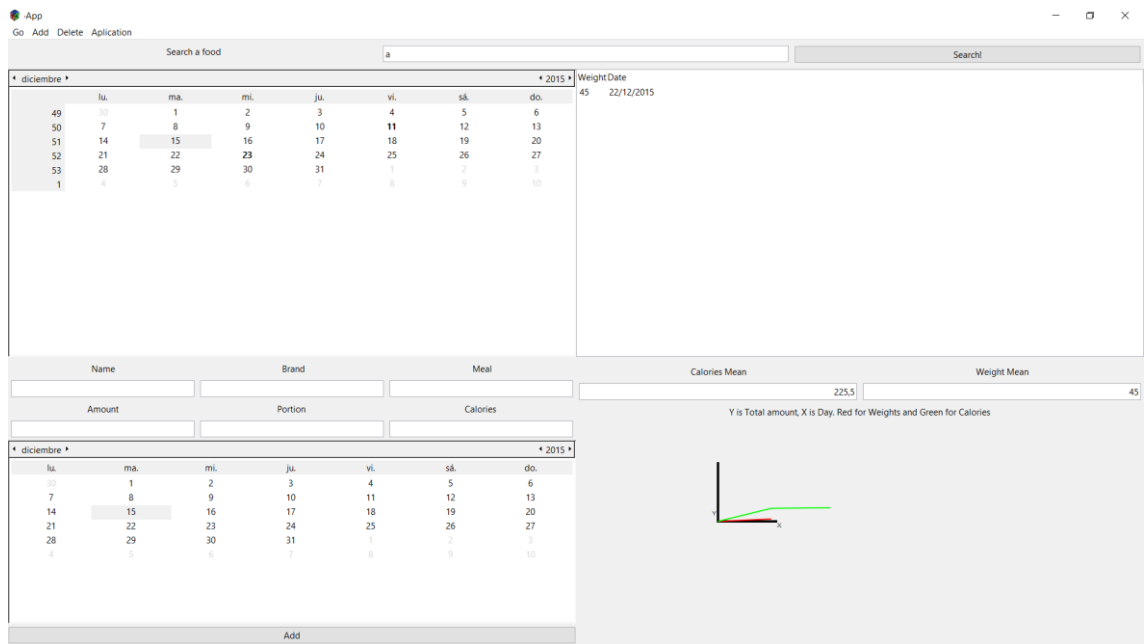 -App
Go Add Delete Aplication
Search a food a Search!
diciembre 2015
lu. ma. mi. ju. vi. sá. do.
49 30 1 2 3 4 5 6
50 7 8 9 10 11 12 13
51 14 15 16 17 18 19 20
52 21 22 23 24 25 26 27
53 28 29 30 31 1 2 3
1 4 5 6 7 8 9 10
Weight Date
45 22/12/2015
Name Brand Meal
Amount Portion Calories
Calories Mean Weight Mean
225,5 45
Y is Total amount, X is Day. Red for Weights and Green for Calories
Y
X
diciembre 2015
lu. ma. mi. ju. vi. sá. do.
30 1 2 3 4 5 6
7 8 9 10 11 12 13
14 15 16 17 18 19 20
21 22 23 24 25 26 27
28 29 30 31 1 2 3
4 5 6 7 8 9 10
Add